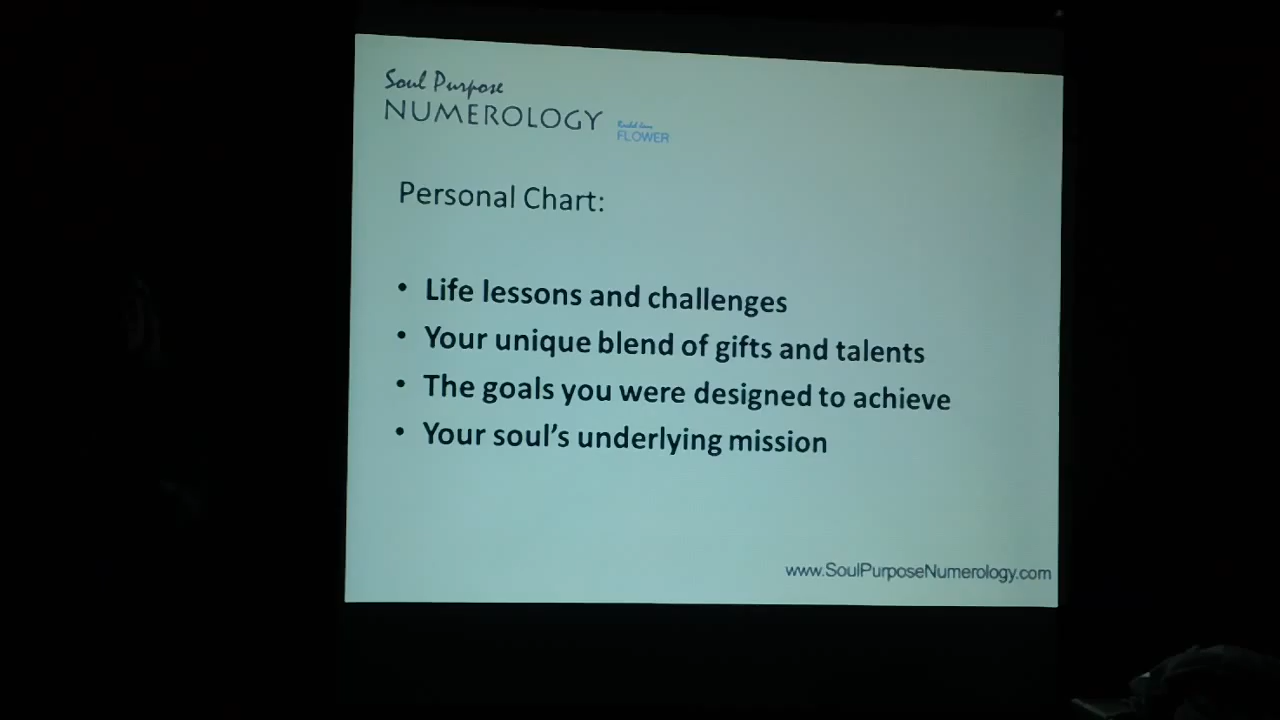 Soul Purpose
NUMEROLOGY
FLOWER
Personal Chart:
• Life lessons and challenges
• Your unique blend of gifts and talents
• The goals you were designed to achieve
• Your soul's underlying mission
www.SoulPurposeNumerology.com